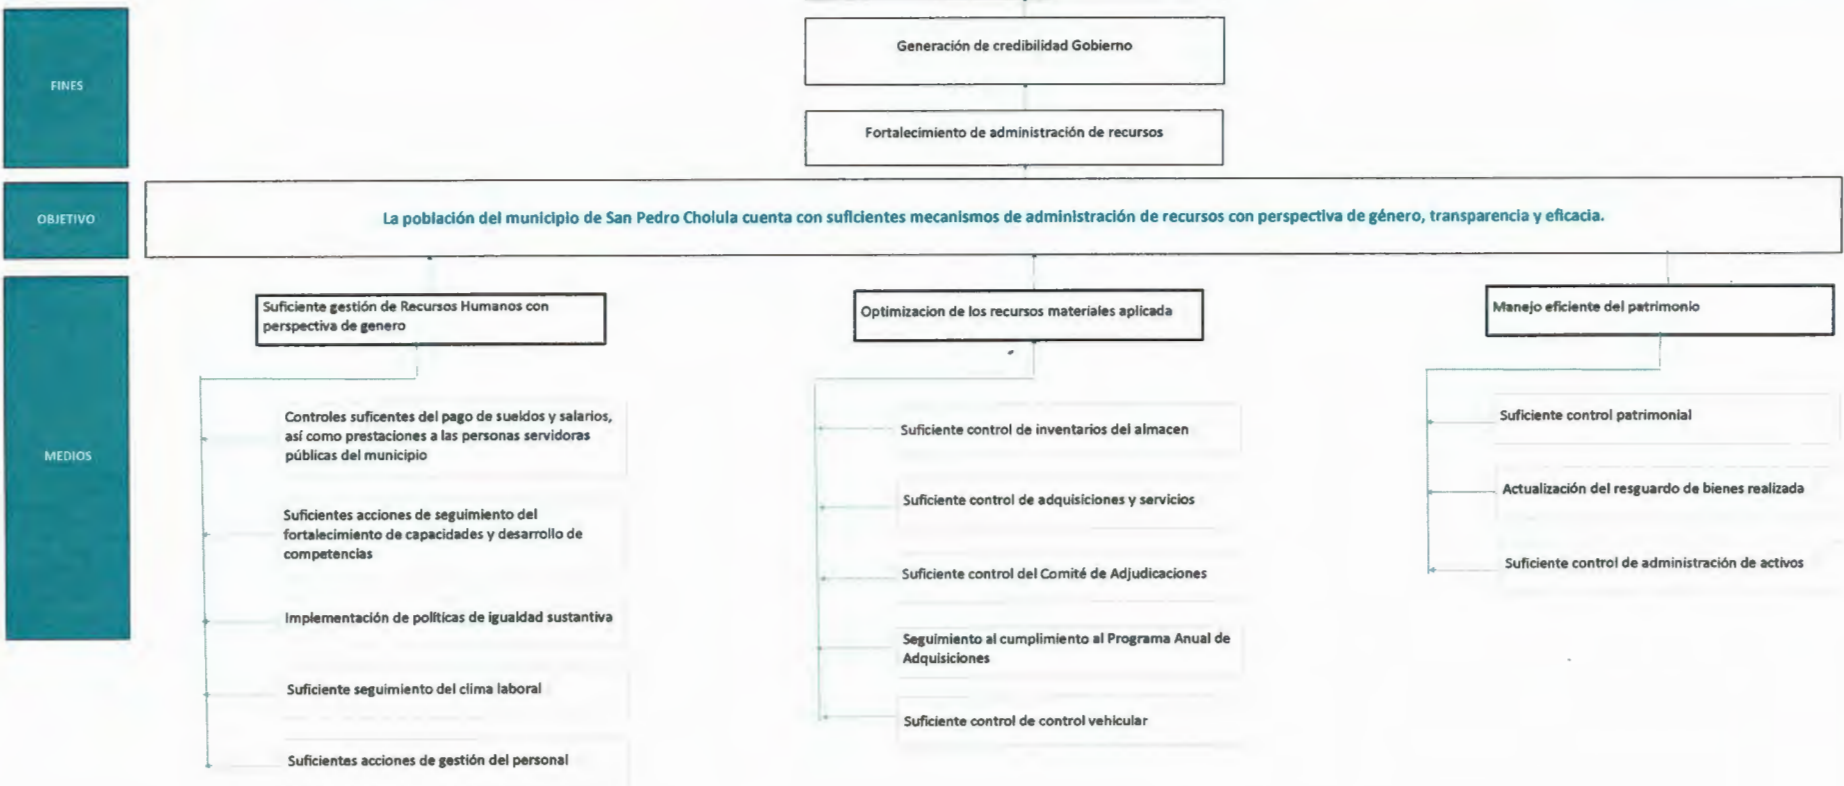 FINES
Generación de credibilidad Gobierno
Fortalecimiento de administración de recursos
OBJETIVO
La población del municipio de San Pedro Cholula cuenta con suficientes mecanismos de administración de recursos con perspectiva de género, transparencia y eficacia.
MEDIOS
Suficiente gestión de Recursos Humanos con
perspectiva de genero
Controles suficentes del pago de sueldos y salarios,
así como prestaciones a las personas servidoras
públicas del municipio
Suficientes acciones de seguimiento del
fortalecimiento de capacidades y desarrollo de
competencias
Implementación de políticas de igualdad sustantiva
Suficiente seguimiento del clima laboral
Suficientes acciones de gestión del personal
Optimizacion de los recursos materiales aplicada
Suficiente control de inventarios del almacen
Suficiente control de adquisiciones y servicios
Suficiente control del Comité de Adjudicaciones
Seguimiento al cumplimiento al Programa Anual de
Adquisiciones
Suficiente control de control vehicular
Manejo eficiente del patrimonio
Suficiente control patrimonial
Actualización del resguardo de bienes realizada
Suficiente control de administración de activos